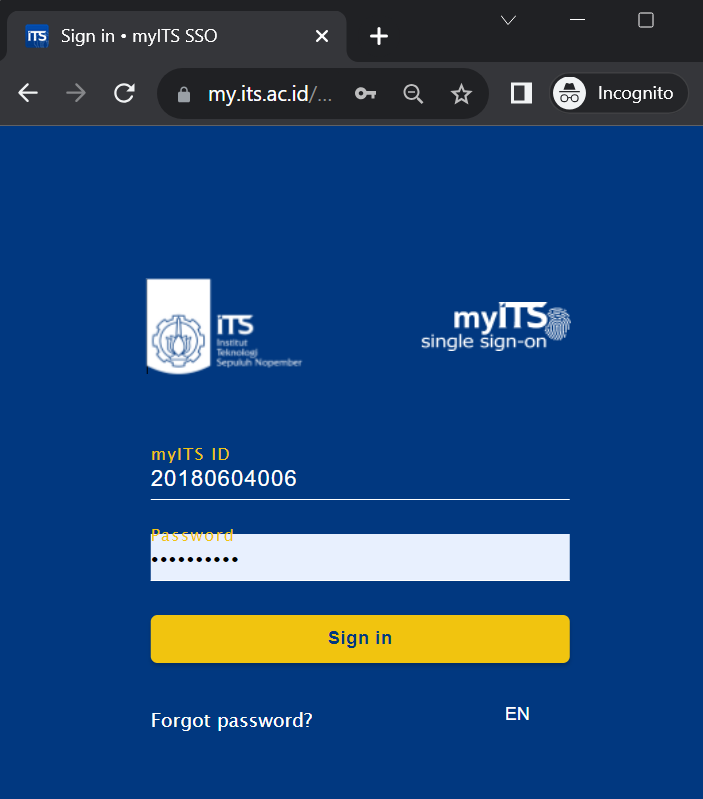 iTS Sign in • myITS SSO
my.its.ac.id/...
Incognito
iTS
Institut
Teknologi
Sepuluh Nopember
myITS
single sign-on
myITS ID
20180604006
Password
••••••••••
Sign in
Forgot password?
EN